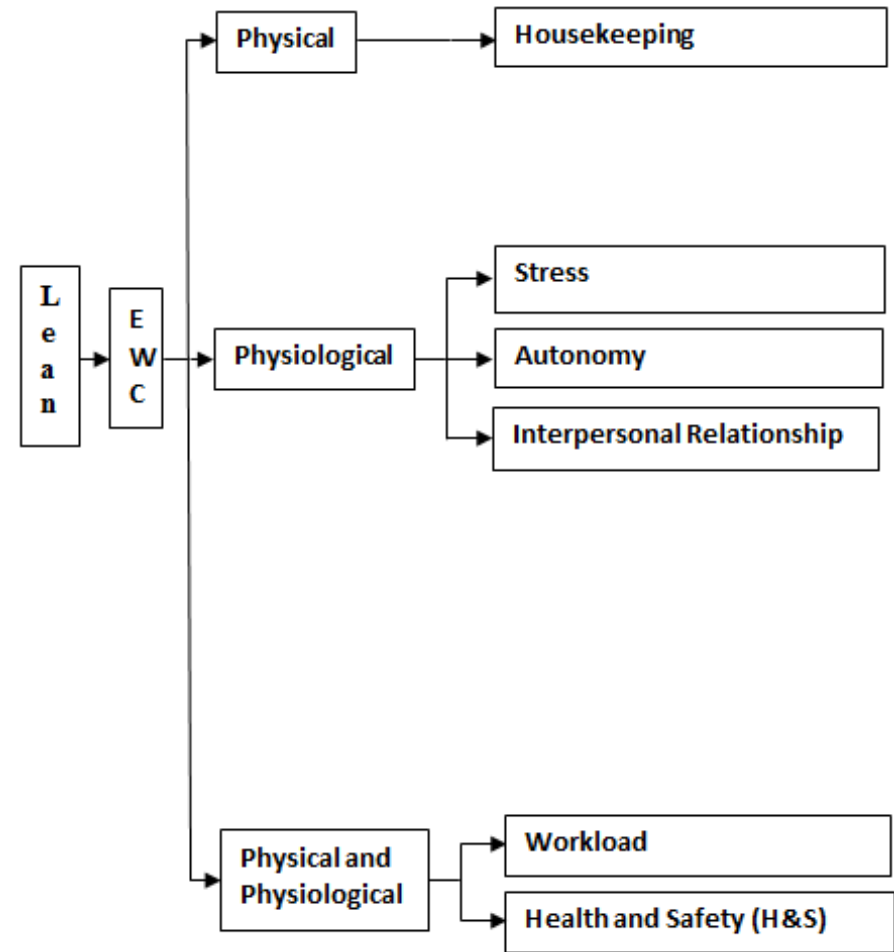 Physical
Housekeeping
L
e
a
n
E
W
C
Physiological
Stress
Autonomy
Interpersonal Relationship
Physical and
Physiological
Workload
Health and Safety (H&S)